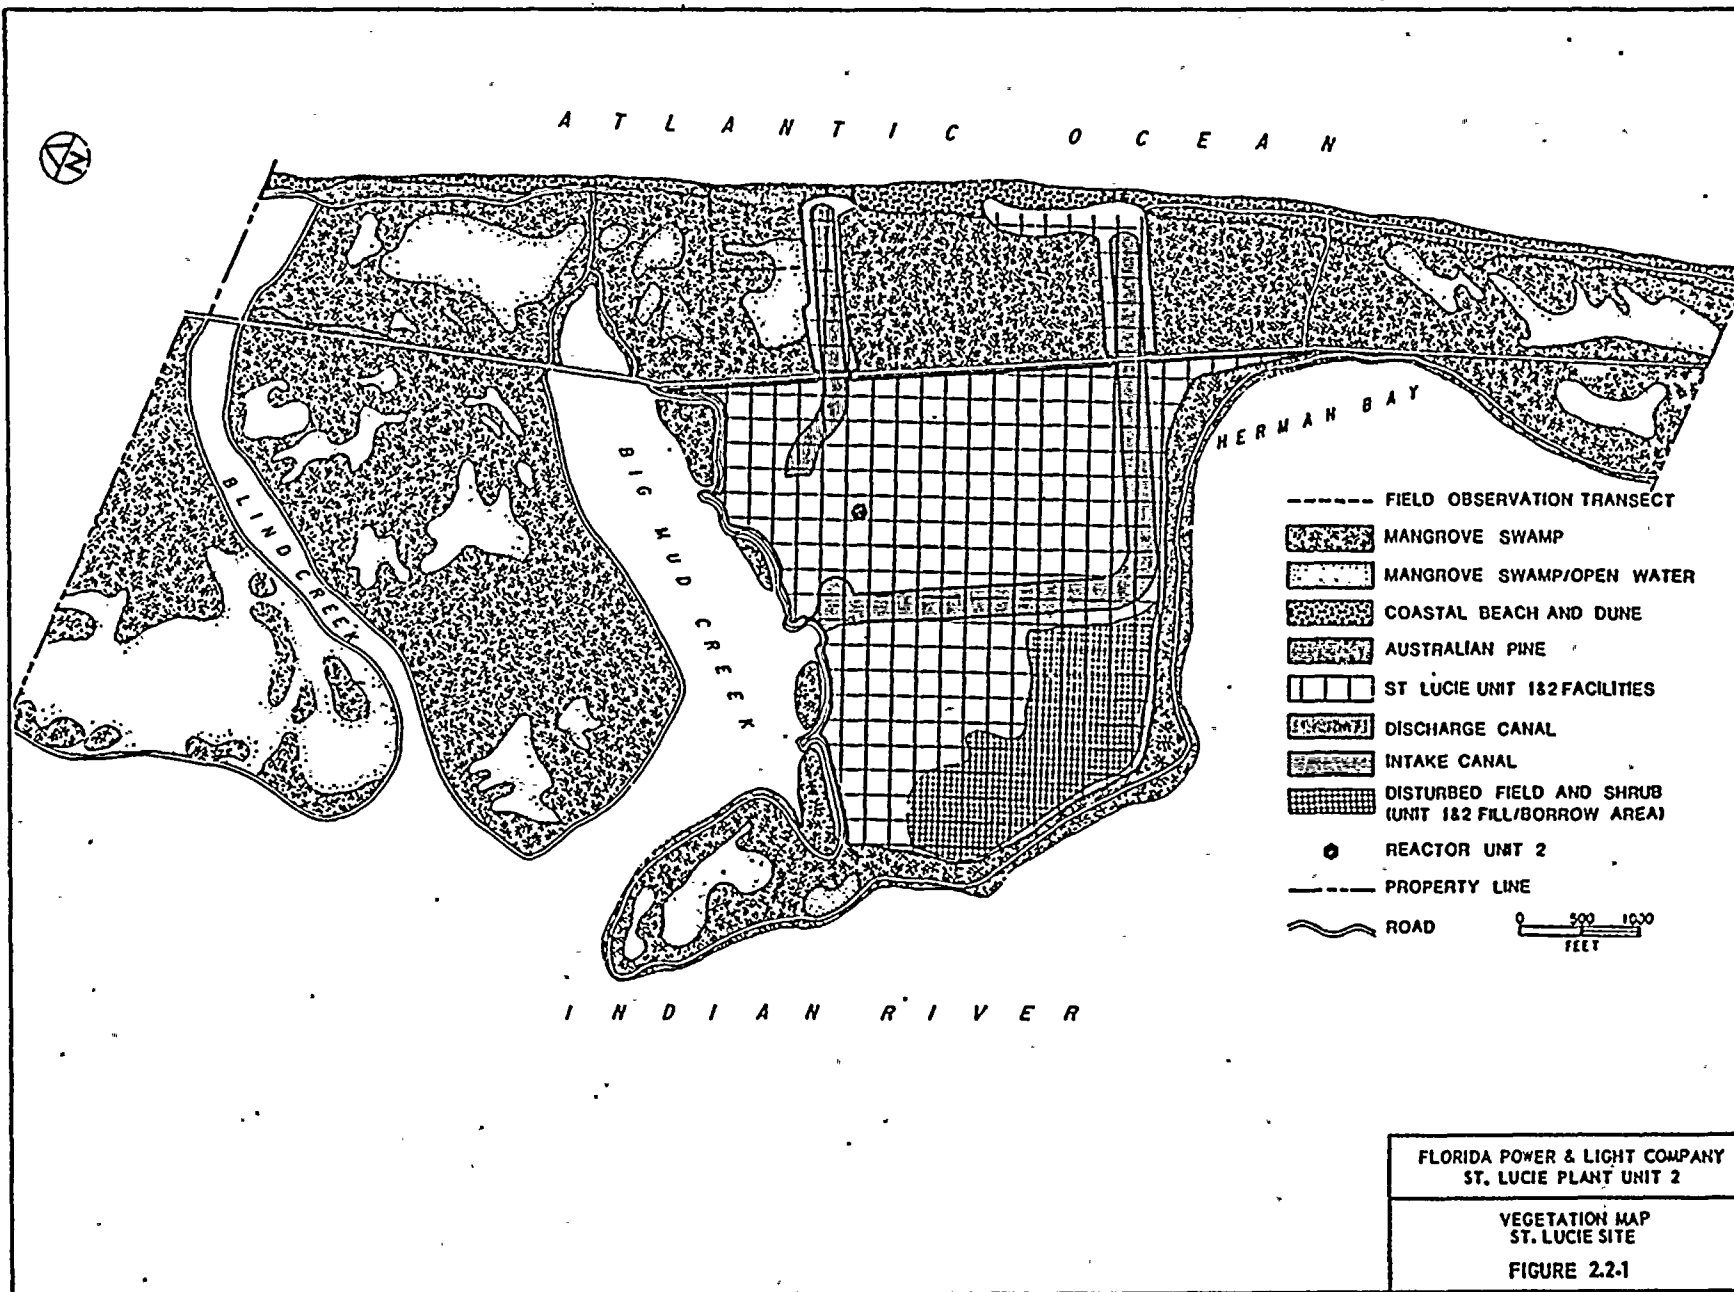 ATLANTIC OCEAN
N
HERMAN BAY
BIG MUD CREEK
BLIND CREEK
FIELD OBSERVATION TRANSECT
MANGROVE SWAMP
MANGROVE SWAMP/OPEN WATER
COASTAL BEACH AND DUNE
AUSTRALIAN PINE
ST LUCIE UNIT 1&2 FACILITIES
DISCHARGE CANAL
INTAKE CANAL
DISTURBED FIELD AND SHRUB
(UNIT 1&2 FILL/BORROW AREA)
REACTOR UNIT 2
PROPERTY LINE
ROAD
0 500 1000
FEET
INDIAN RIVER
FLORIDA POWER & LIGHT COMPANY
ST. LUCIE PLANT UNIT 2
VEGETATION MAP
ST. LUCIE SITE
FIGURE 2.2-1